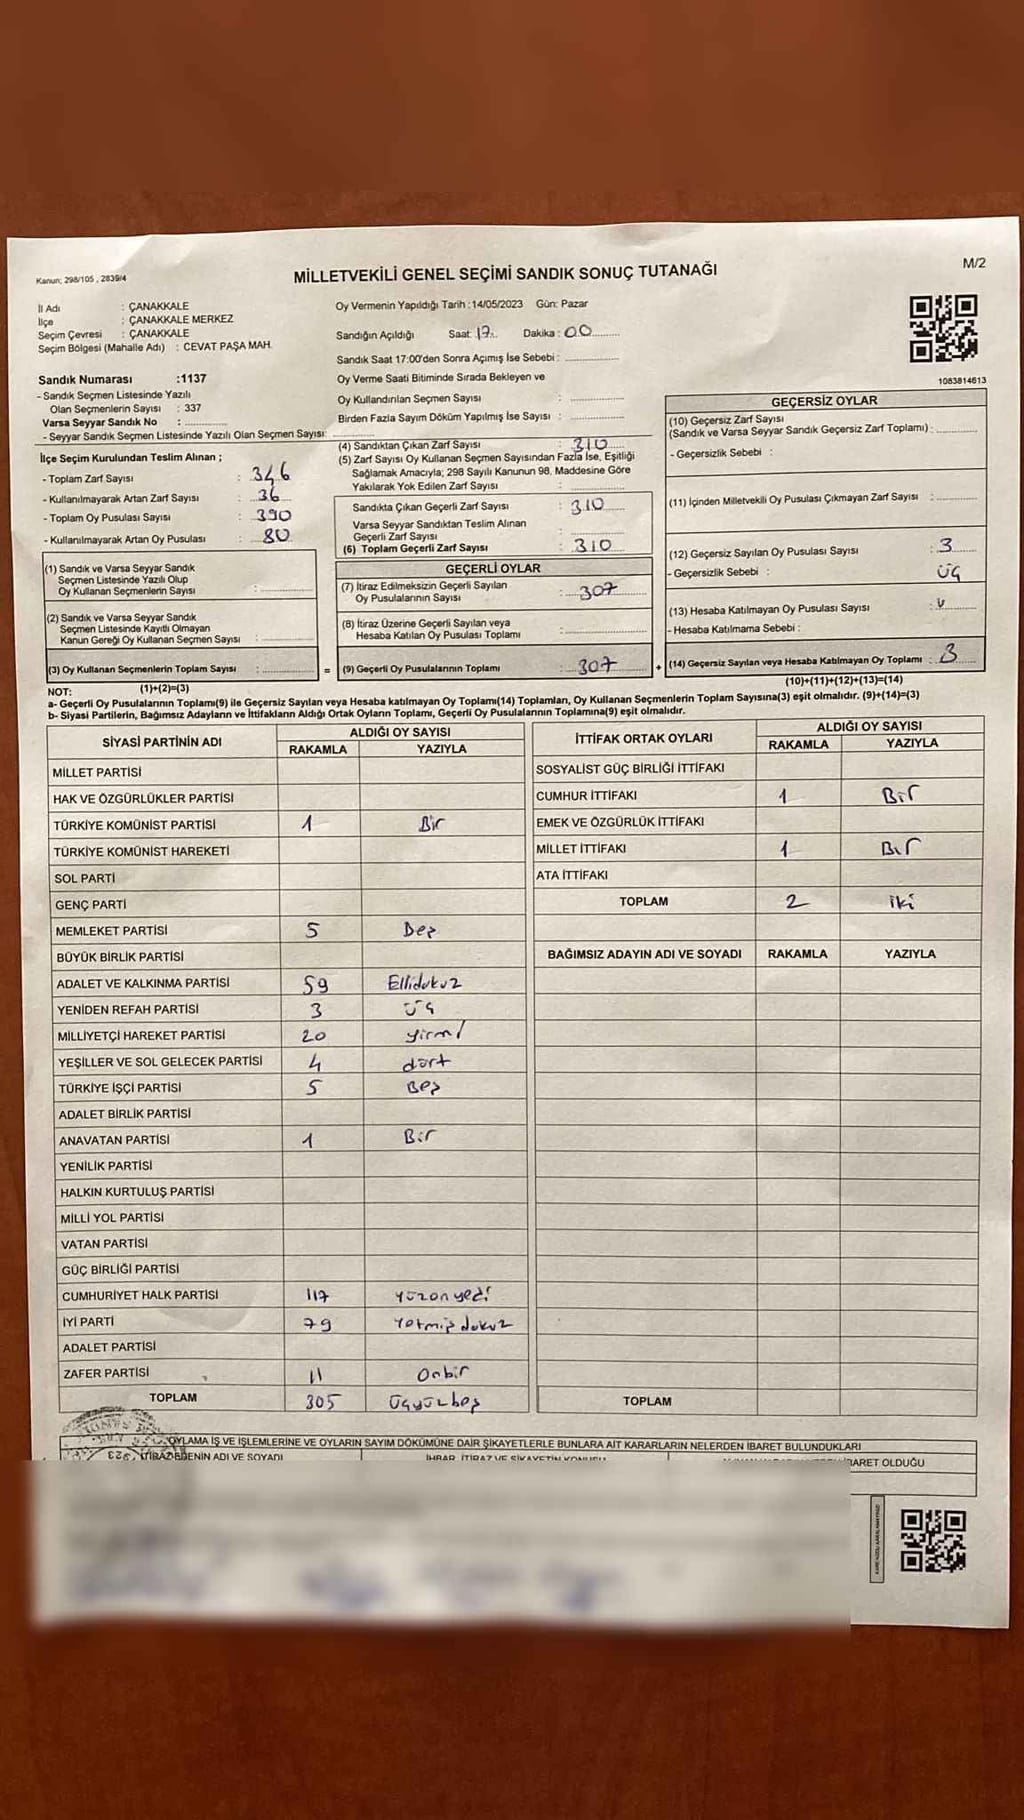 Kanun; 298/105 , 2839/4
MİLLETVEKİLİ GENEL SEÇİMİ SANDIK SONUÇ TUTANAĞI
M/2
İl Adı : ÇANAKKALE
İlçe : ÇANAKKALE MERKEZ
Seçim Çevresi : ÇANAKKALE
Seçim Bölgesi (Mahalle Adı) : CEVAT PAŞA MAH.
Sandık Numarası :1137
- Sandık Seçmen Listesinde Yazılı
Olan Seçmenlerin Sayısı : 337
Varsa Seyyar Sandık No :
- Seyyar Sandık Seçmen Listesinde Yazılı Olan Seçmen Sayısı:
İlçe Seçim Kurulundan Teslim Alınan ;
- Toplam Zarf Sayısı : 346
- Kullanılmayarak Artan Zarf Sayısı : 36
- Toplam Oy Pusulası Sayısı : 390
- Kullanılmayarak Artan Oy Pusulası : 80
Oy Vermenin Yapıldığı Tarih :14/05/2023 Gün: Pazar
Sandığın Açıldığı Saat: 17 Dakika : 00
Sandık Saat 17:00'den Sonra Açımış İse Sebebi :
Oy Verme Saati Bitiminde Sırada Bekleyen ve
Oy Kullandırılan Seçmen Sayısı :
Birden Fazla Sayım Döküm Yapılmış İse Sayısı :
(4) Sandıktan Çıkan Zarf Sayısı : 310
(5) Zarf Sayısı Oy Kullanan Seçmen Sayısından Fazla İse, Eşitliği
Sağlamak Amacıyla; 298 Sayılı Kanunun 98. Maddesine Göre
Yakılarak Yok Edilen Zarf Sayısı :
Sandıkta Çıkan Geçerli Zarf Sayısı : 310
Varsa Seyyar Sandıktan Teslim Alınan
Geçerli Zarf Sayısı :
(6) Toplam Geçerli Zarf Sayısı : 310
1083814613
GEÇERSİZ OYLAR
(10) Geçersiz Zarf Sayısı
(Sandık ve Varsa Seyyar Sandık Geçersiz Zarf Toplamı) :
- Geçersizlik Sebebi :
(11) İçinden Milletvekili Oy Pusulası Çıkmayan Zarf Sayısı :
(12) Geçersiz Sayılan Oy Pusulası Sayısı : 3
- Geçersizlik Sebebi : ÜÇ
(13) Hesaba Katılmayan Oy Pusulası Sayısı :
- Hesaba Katılmama Sebebi :
(14) Geçersiz Sayılan veya Hesaba Katılmayan Oy Toplamı : 3
(10)+(11)+(12)+(13)=(14)
(1) Sandık ve Varsa Seyyar Sandık
Seçmen Listesinde Yazılı Olup
Oy Kullanan Seçmenlerin Sayısı :
(2) Sandık ve Varsa Seyyar Sandık
Seçmen Listesinde Kayıtlı Olmayan
Kanun Gereği Oy Kullanan Seçmen Sayısı :
(3) Oy Kullanan Seçmenlerin Toplam Sayısı : =
(1)+(2)=(3)
GEÇERLİ OYLAR
(7) İtiraz Edilmeksizin Geçerli Sayılan
Oy Pusulalarının Sayısı : 307
(8) İtiraz Üzerine Geçerli Sayılan veya
Hesaba Katılan Oy Pusulası Toplamı :
(9) Geçerli Oy Pusulalarının Toplamı : 307 +
NOT:
a- Geçerli Oy Pusulalarının Toplamı(9) ile Geçersiz Sayılan veya Hesaba katılmayan Oy Toplamı(14) Toplamları, Oy Kullanan Seçmenlerin Toplam Sayısına(3) eşit olmalıdır. (9)+(14)=(3)
b- Siyasi Partilerin, Bağımsız Adayların ve İttifakların Aldığı Ortak Oyların Toplamı, Geçerli Oy Pusulalarının Toplamına(9) eşit olmalıdır.
SİYASİ PARTİNİN ADI ALDIĞI OY SAYISI
RAKAMLA YAZIYLA
MİLLET PARTİSİ
HAK VE ÖZGÜRLÜKLER PARTİSİ
TÜRKİYE KOMÜNİST PARTİSİ 1 Bir
TÜRKİYE KOMÜNİST HAREKETİ
SOL PARTİ
GENÇ PARTİ
MEMLEKET PARTİSİ 5 Beş
BÜYÜK BİRLİK PARTİSİ
ADALET VE KALKINMA PARTİSİ 59 Ellidokuz
YENİDEN REFAH PARTİSİ 3 ÜÇ
MİLLİYETÇİ HAREKET PARTİSİ 20 yirmi
YEŞİLLER VE SOL GELECEK PARTİSİ 4 dört
TÜRKİYE İŞÇİ PARTİSİ 5 Beş
ADALET BİRLİK PARTİSİ
ANAVATAN PARTİSİ 1 Bir
YENİLİK PARTİSİ
HALKIN KURTULUŞ PARTİSİ
MİLLİ YOL PARTİSİ
VATAN PARTİSİ
GÜÇ BİRLİĞİ PARTİSİ
CUMHURİYET HALK PARTİSİ 117 yüzonyedi
İYİ PARTİ 79 Yetmişdokuz
ADALET PARTİSİ
ZAFER PARTİSİ 11 Onbir
TOPLAM 305 Üçyüzbeş
İTTİFAK ORTAK OYLARI ALDIĞI OY SAYISI
RAKAMLA YAZIYLA
SOSYALİST GÜÇ BİRLİĞİ İTTİFAKI
CUMHUR İTTİFAKI 1 Bir
EMEK VE ÖZGÜRLÜK İTTİFAKI
MİLLET İTTİFAKI 1 Bir
ATA İTTİFAKI
TOPLAM 2 iki
BAĞIMSIZ ADAYIN ADI VE SOYADI RAKAMLA YAZIYLA
TOPLAM
OYLAMA İŞ VE İŞLEMLERİNE VE OYLARIN SAYIM DÖKÜMÜNE DAİR ŞİKAYETLERLE BUNLARA AİT KARARLARIN NELERDEN İBARET BULUNDUKLARI
İTİRAZ EDENİN ADI VE SOYADI İHBAR, İTİRAZ VE ŞİKAYETİN KONUSU İBARET OLDUĞU